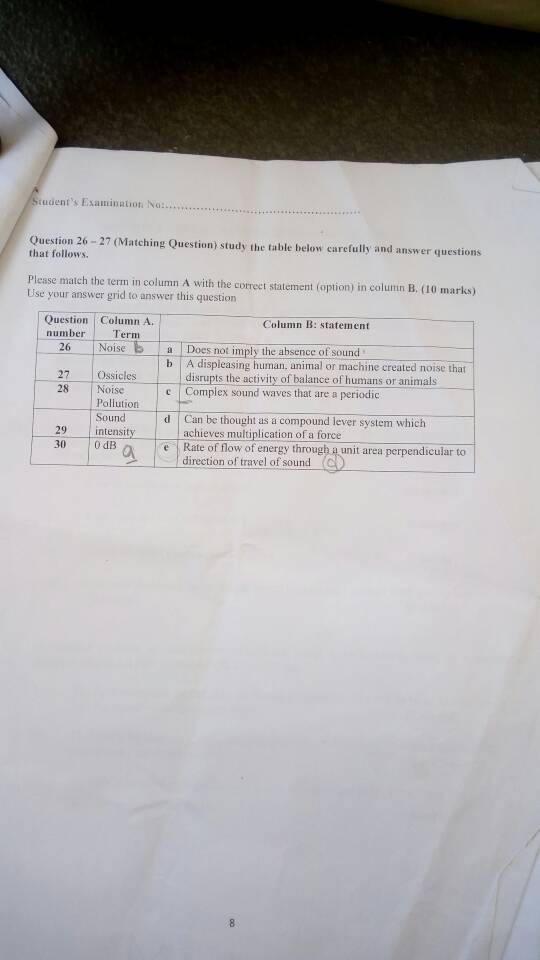 Student's Examination No:..................................................
Question 26 – 27 (Matching Question) study the table below carefully and answer questions
that follows.
Please match the term in column A with the correct statement (option) in column B. (10 marks)
Use your answer grid to answer this question
Question number Column A. Term Column B: statement
26 Noise b a Does not imply the absence of sound
27 Ossicles b A displeasing human, animal or machine created noise that
disrupts the activity of balance of humans or animals
28 Noise Pollution c Complex sound waves that are a periodic
29 Sound intensity d Can be thought as a compound lever system which
achieves multiplication of a force
30 0 dB a e Rate of flow of energy through a unit area perpendicular to
direction of travel of sound d
8